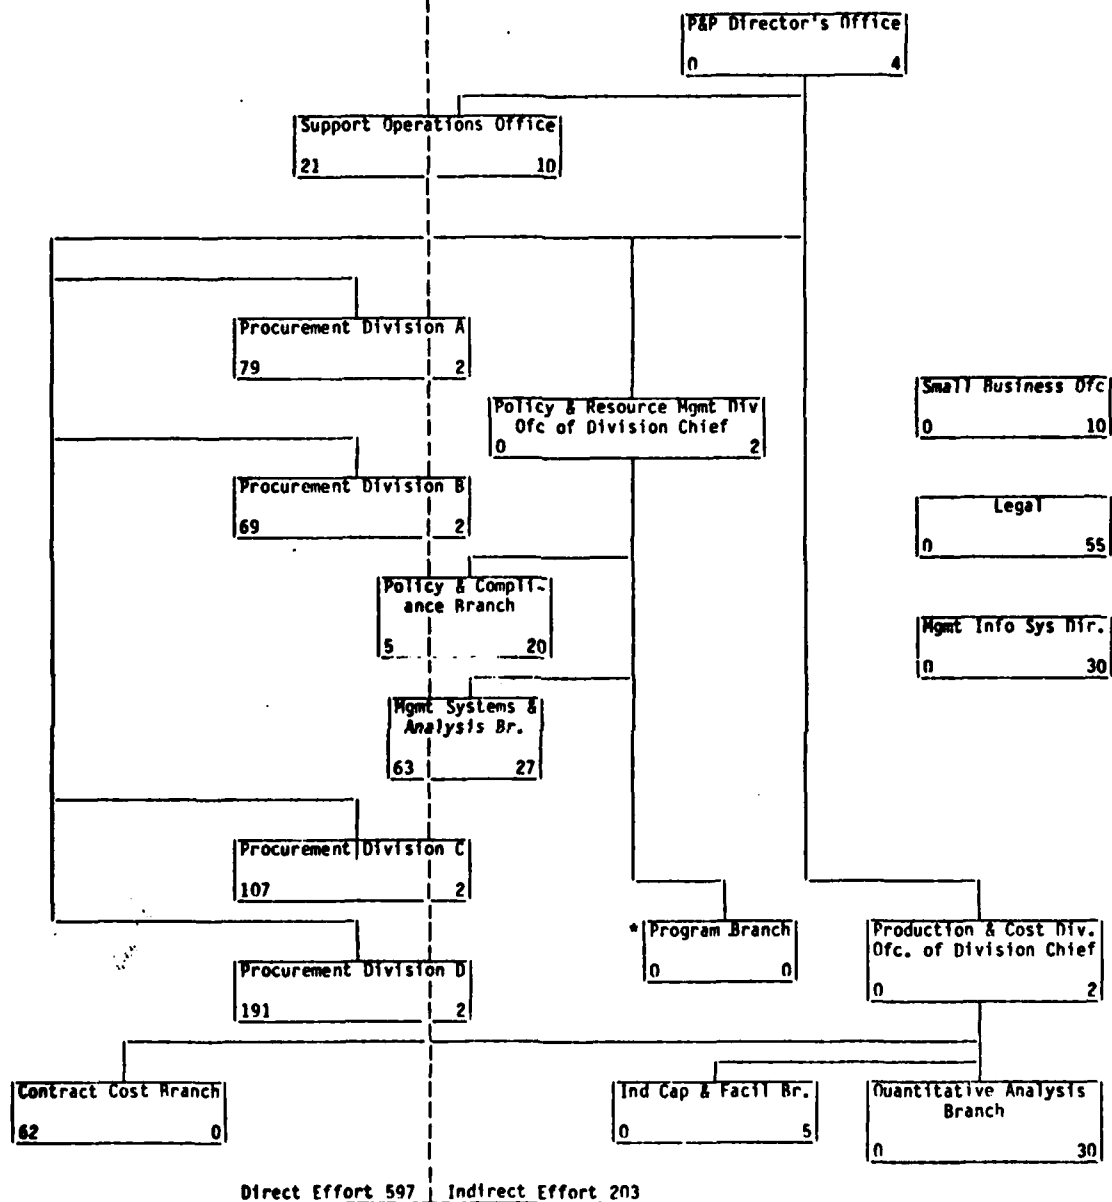 P&P Director's Office
0 4
Support Operations Office
21 10
Procurement Division A
79 2
Small Business Ofc
0 10
Policy & Resource Mgmt Div
Ofc of Division Chief
0 2
Procurement Division B
69 2
Legal
0 55
Policy & Compli-
ance Branch
5 20
Mgmt Info Sys Dir.
0 30
Mgmt Systems &
Analysis Br.
63 27
Procurement Division C
107 2
* Program Branch
0 0
Production & Cost Div.
Ofc. of Division Chief
0 2
Procurement Division D
191 2
Contract Cost Branch
62 0
Ind Cap & Facil Br.
0 5
Quantitative Analysis
Branch
0 30
Direct Effort 597 Indirect Effort 203